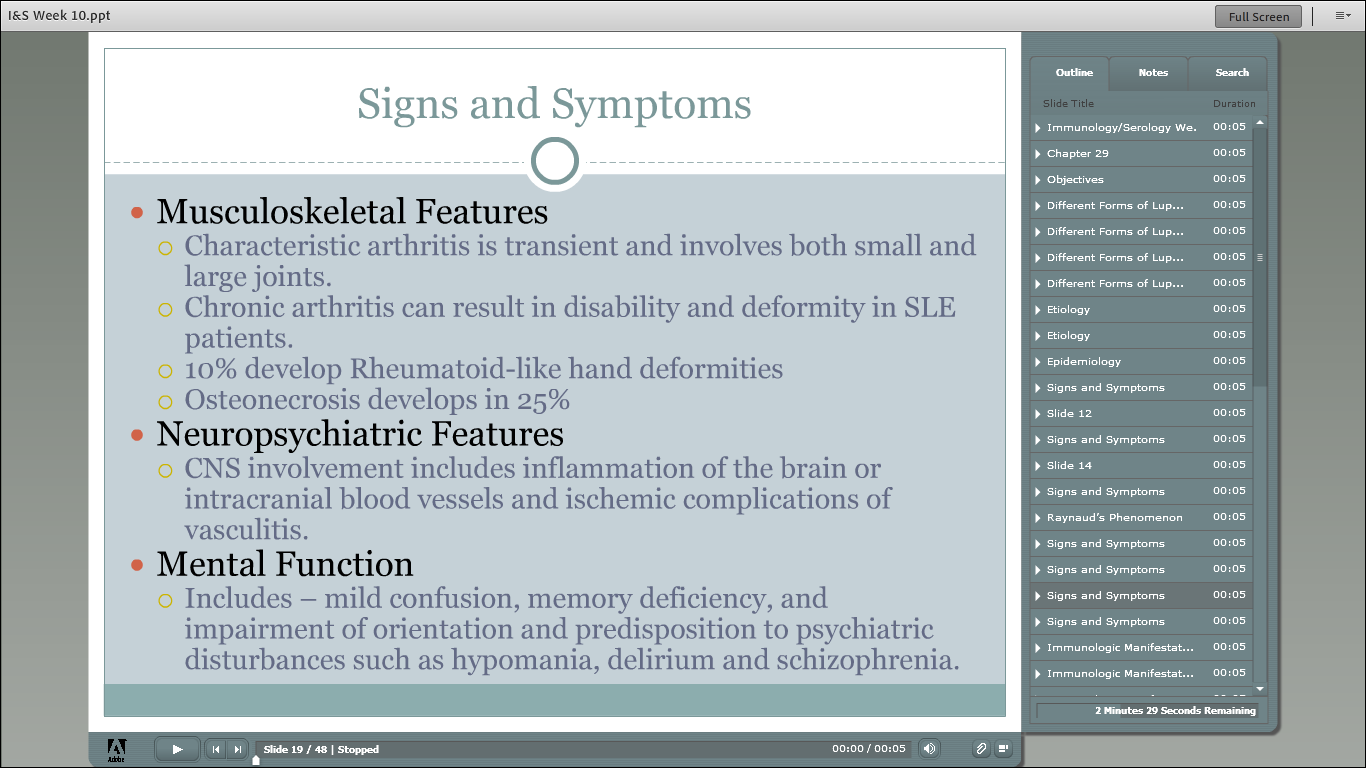 I&S Week 10.ppt
Full Screen
Signs and Symptoms
Musculoskeletal Features
Characteristic arthritis is transient and involves both small and
large joints.
Chronic arthritis can result in disability and deformity in SLE
patients.
10% develop Rheumatoid-like hand deformities
Osteonecrosis develops in 25%
Neuropsychiatric Features
CNS involvement includes inflammation of the brain or
intracranial blood vessels and ischemic complications of
vasculitis.
Mental Function
Includes – mild confusion, memory deficiency, and
impairment of orientation and predisposition to psychiatric
disturbances such as hypomania, delirium and schizophrenia.
Outline Notes Search
Slide Title Duration
Immunology/Serology We. 00:05
Chapter 29 00:05
Objectives 00:05
Different Forms of Lup... 00:05
Different Forms of Lup... 00:05
Different Forms of Lup... 00:05
Different Forms of Lup... 00:05
Etiology 00:05
Etiology 00:05
Epidemiology 00:05
Signs and Symptoms 00:05
Slide 12 00:05
Signs and Symptoms 00:05
Slide 14 00:05
Signs and Symptoms 00:05
Raynaud's Phenomenon 00:05
Signs and Symptoms 00:05
Signs and Symptoms 00:05
Signs and Symptoms 00:05
Signs and Symptoms 00:05
Immunologic Manifestat... 00:05
Immunologic Manifestat... 00:05
2 Minutes 29 Seconds Remaining
Adobe
Slide 19 / 48 | Stopped 00:00 / 00:05